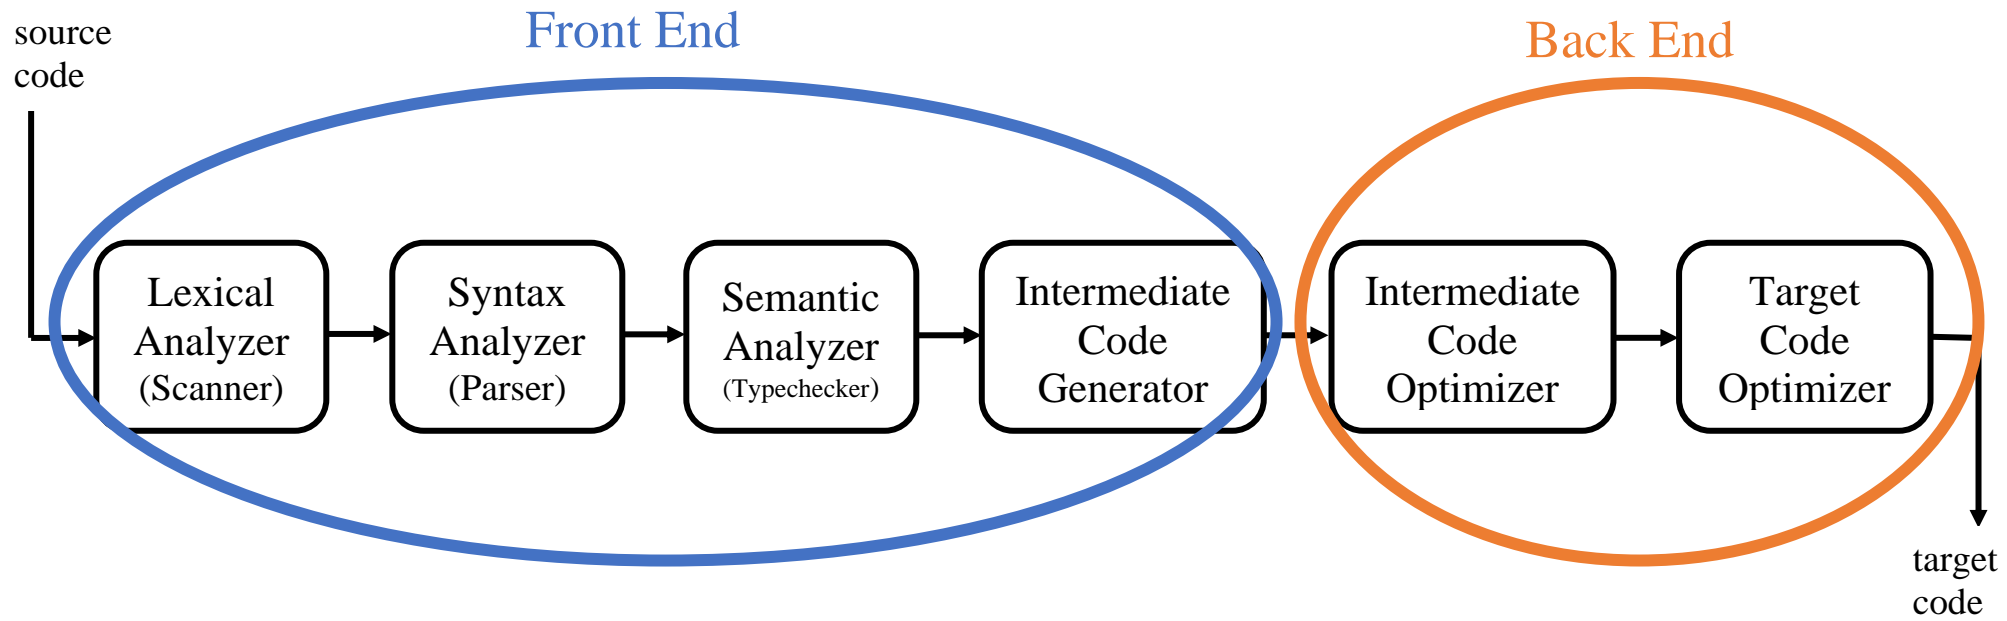 source
code
Front End
Back End
Lexical
Analyzer
(Scanner)
Syntax
Analyzer
(Parser)
Semantic
Analyzer
(Typechecker)
Intermediate
Code
Generator
Intermediate
Code
Optimizer
Target
Code
Optimizer
target
code